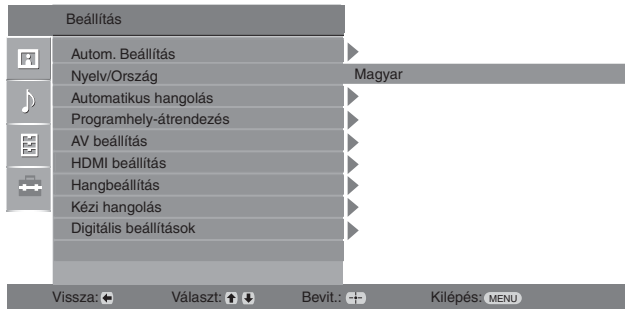 Beállítás
Autom. Beállítás
Nyelv/Ország Magyar
Automatikus hangolás
Programhely-átrendezés
AV beállítás
HDMI beállítás
Hangbeállítás
Kézi hangolás
Digitális beállítások
Vissza: Választ: Bevit.: Kilépés: MENU